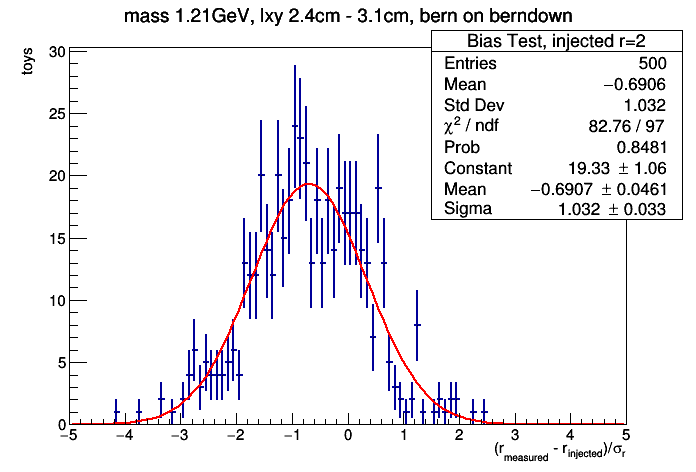 mass 1.21GeV, lxy 2.4cm - 3.1cm, bern on berndown
Bias Test, injected r=2
Entries 500
Mean −0.6906
Std Dev 1.032
χ² / ndf 82.76 / 97
Prob 0.8481
Constant 19.33 ± 1.06
Mean −0.6907 ± 0.0461
Sigma 1.032 ± 0.033
toys
30
25
20
15
10
5
0
−5 −4 −3 −2 −1 0 1 2 3 4 5
(r_measured - r_injected)/σ_r